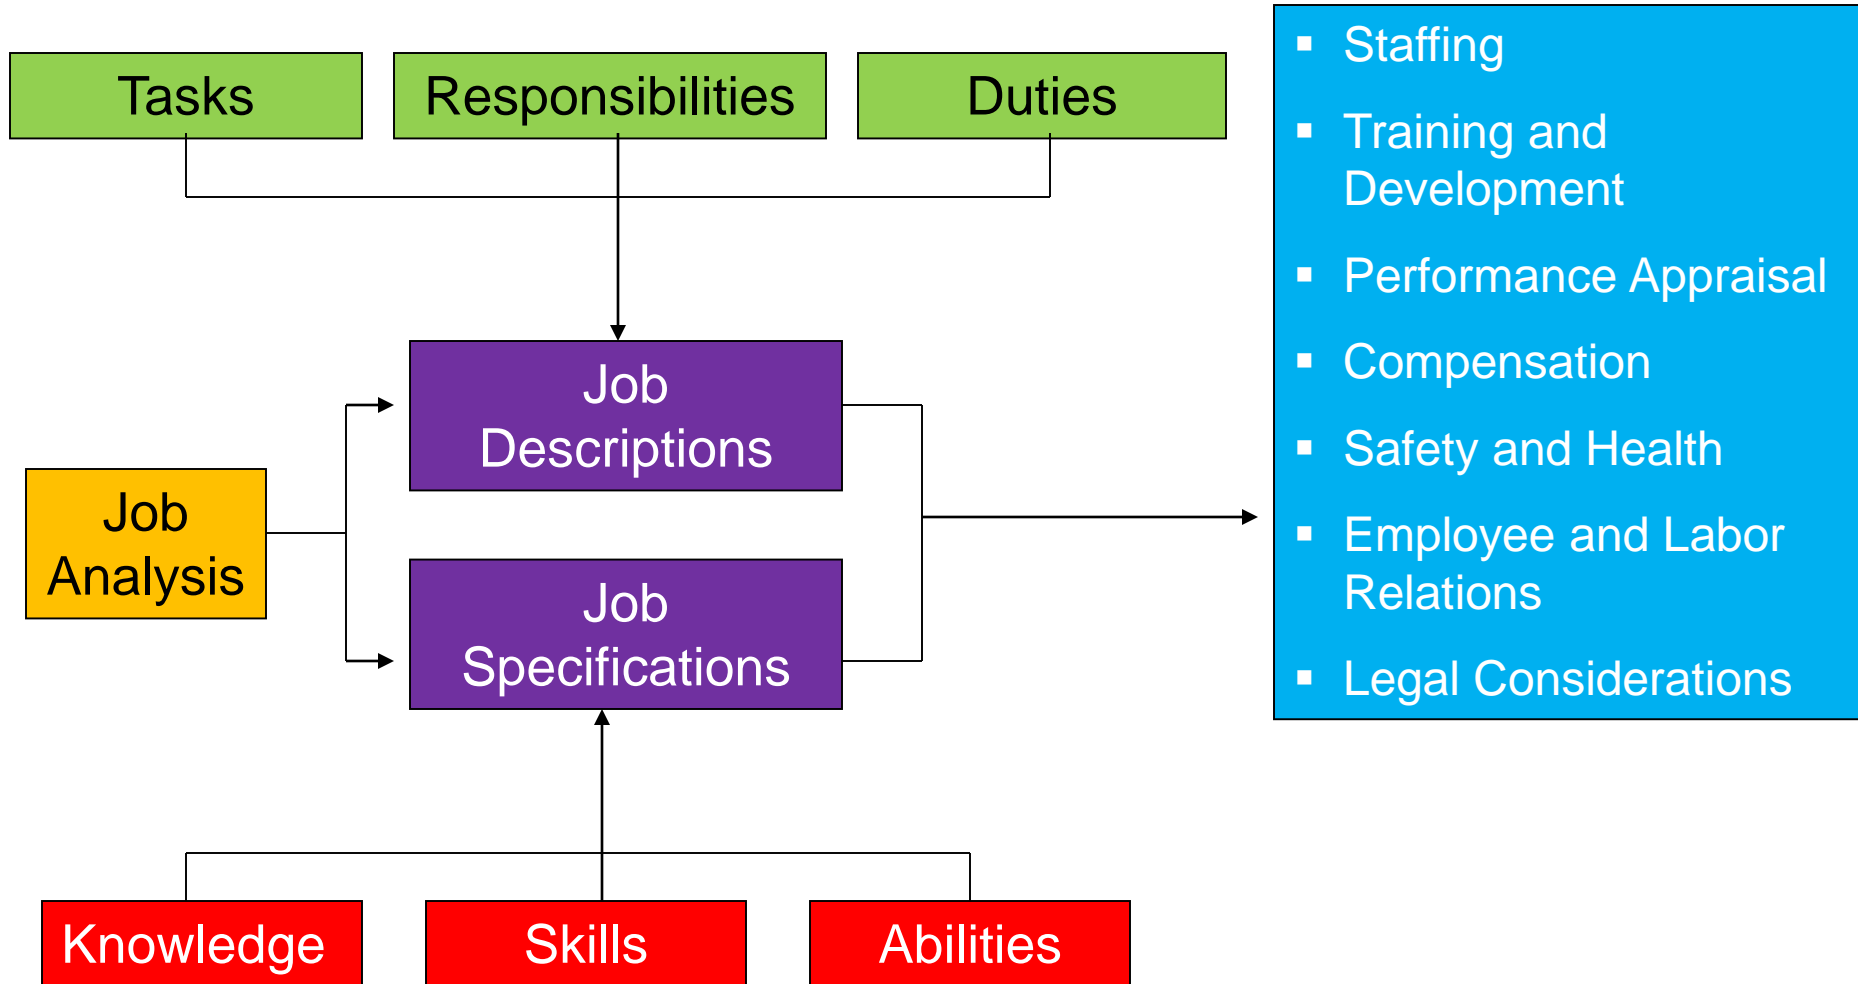 Tasks
Responsibilities
Duties
Job
Descriptions
Job
Analysis
Job
Specifications
Knowledge
Skills
Abilities
▪ Staffing
▪ Training and
Development
▪ Performance Appraisal
▪ Compensation
▪ Safety and Health
▪ Employee and Labor
Relations
▪ Legal Considerations